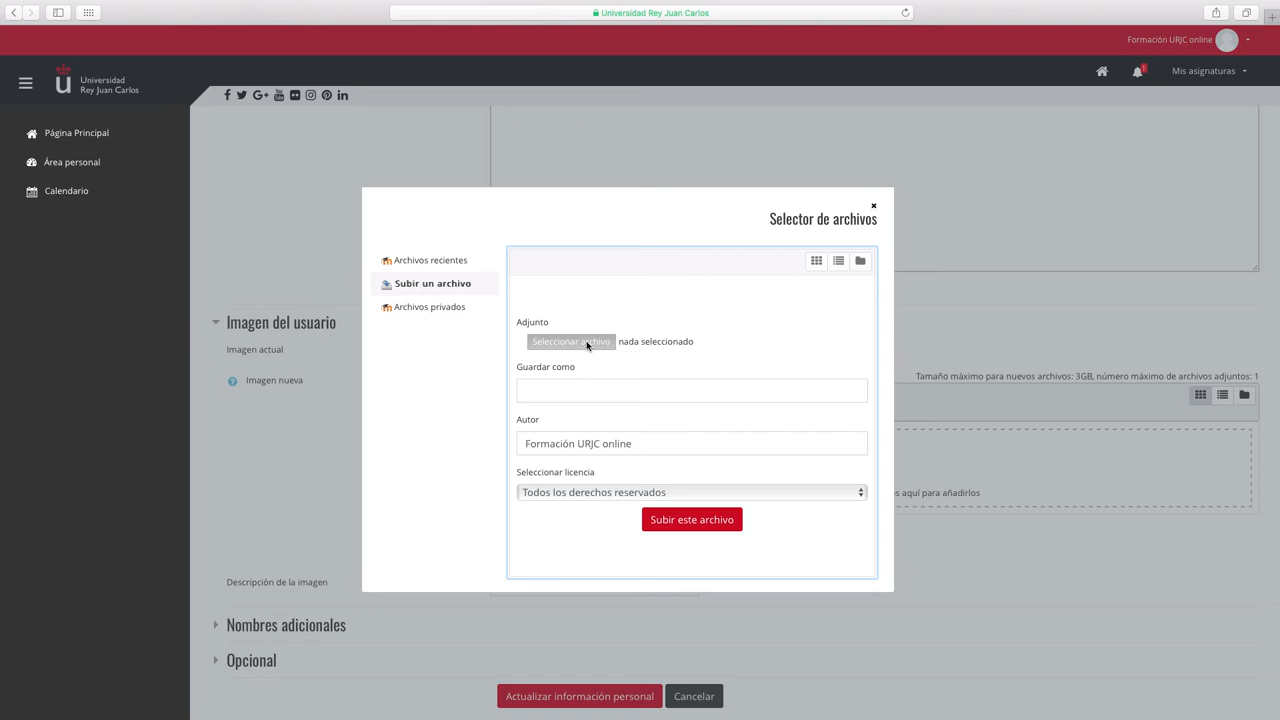 Universidad Rey Juan Carlos
Formación URJC online
Universidad
Rey Juan Carlos
1
Mis asignaturas
Página Principal
Área personal
Calendario
Selector de archivos
Archivos recientes
Subir un archivo
Archivos privados
Adjunto
Seleccionar archivo nada seleccionado
Guardar como
Autor
Formación URJC online
Seleccionar licencia
Todos los derechos reservados
Subir este archivo
Imagen del usuario
Imagen actual
Imagen nueva
Tamaño máximo para nuevos archivos: 3GB, número máximo de archivos adjuntos: 1
s aquí para añadirlos
Descripción de la imagen
Nombres adicionales
Opcional
Actualizar información personal
Cancelar